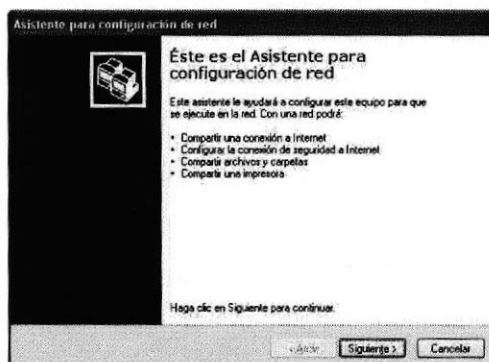 Asistente para configuración de red
Éste es el Asistente para
configuración de red
Este asistente le ayudará a configurar este equipo para que
se ejecute en la red. Con una red podrá:
• Compartir una conexión a Internet
• Configurar la conexión de seguridad a Internet
• Compartir archivos y carpetas
• Compartir una impresora
Haga clic en Siguiente para continuar.
< Atrás Siguiente > Cancelar